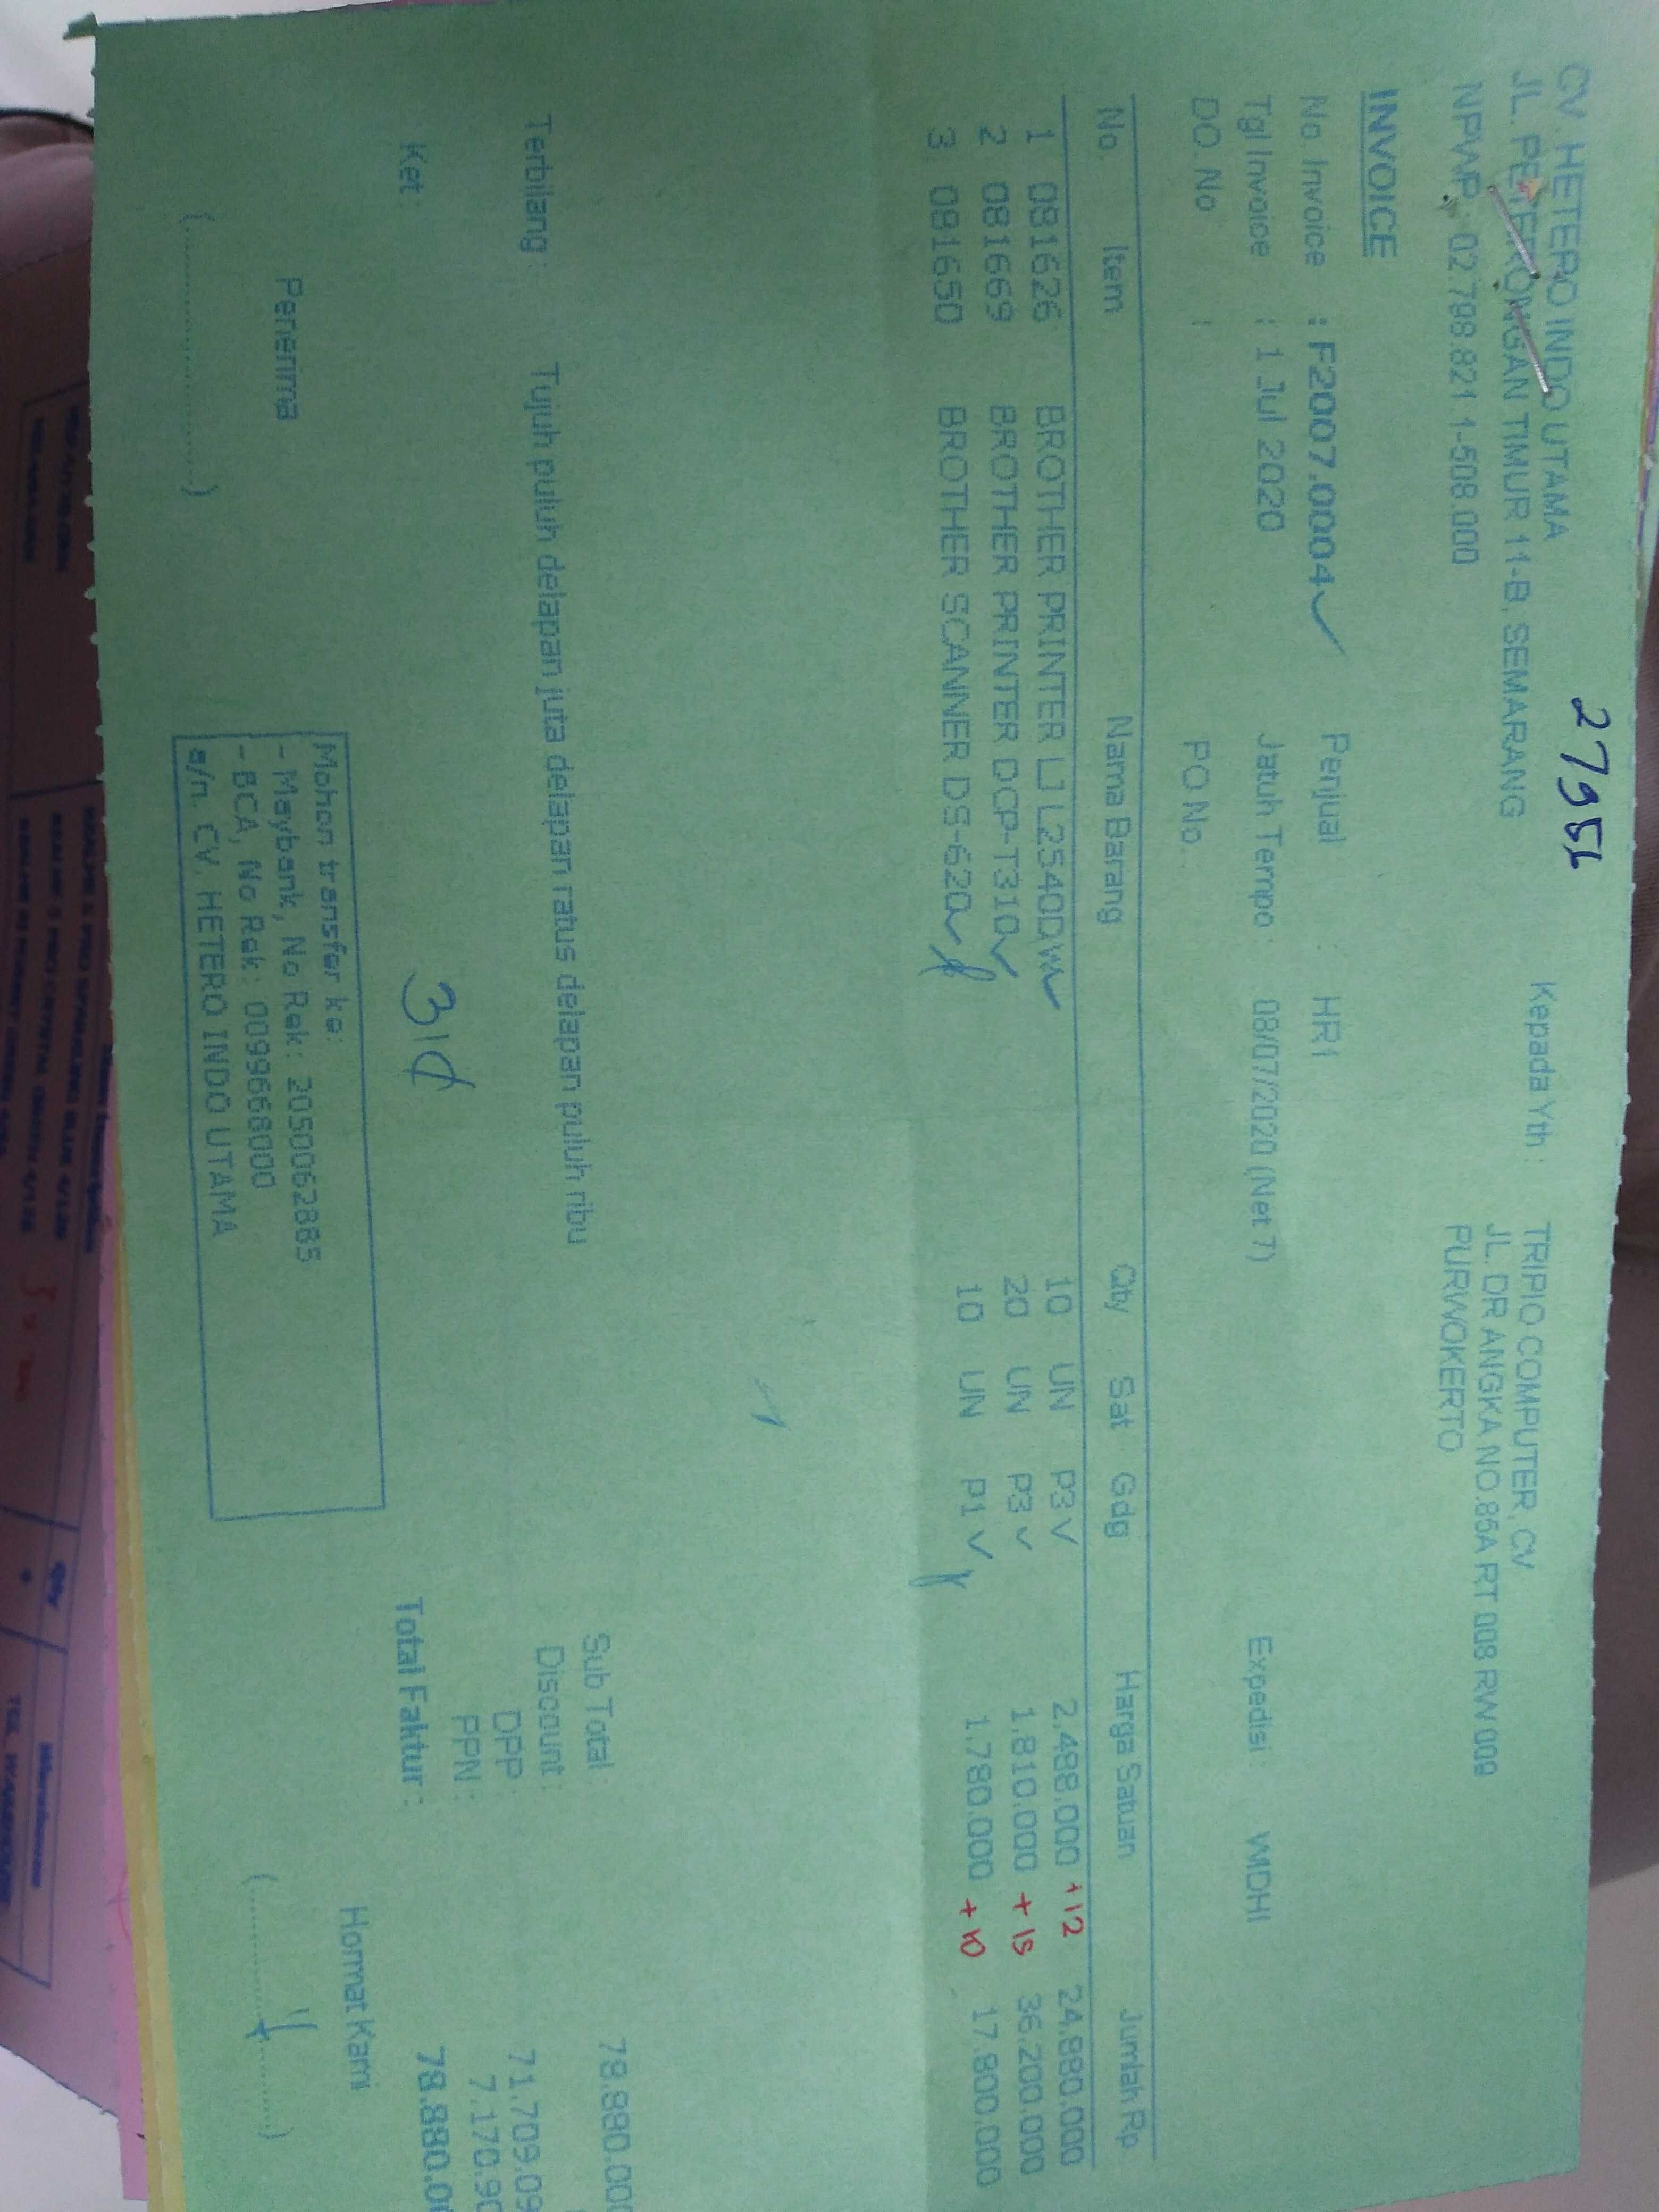 27951
CV. HETERO INDO UTAMA
JL. PETERONGAN TIMUR 11-B, SEMARANG
NPWP : 02.798.821.1-508.000
Kepada Yth :
TRIPIO COMPUTER, CV
JL. DR ANGKA NO.85A RT 008 RW 009
PURWOKERTO
INVOICE
No. Invoice : F2007.0004 Penjual : HR1
Tgl Invoice : 1 Jul 2020 Jatuh Tempo : 08/07/2020 (Net 7) Expedisi : WIDHI
DO. No : PO No. :
No. Item Nama Barang Qty Sat Gdg Harga Satuan Jumlah Rp
1 081626 BROTHER PRINTER LJ L2540DW 10 UN P3 ✓ 2.488.000 +12 24.880.000
2 081669 BROTHER PRINTER DCP-T310 20 UN P3 ✓ 1.810.000 +15 36.200.000
3 081650 BROTHER SCANNER DS-620 10 UN P1 ✓ 1.780.000 +10 17.800.000
Terbilang : Tujuh puluh delapan juta delapan ratus delapan puluh ribu
Sub Total : 78.880.000
Discount :
DPP : 71.709.09
PPN : 7.170.90
Total Faktur : 78.880.0
Ket :
Penerima
(....................)
Mohon transfer ke:
- Maybank, No Rek: 2050062885
- BCA, No Rek: 0099668000
a/n. CV. HETERO INDO UTAMA
Hormat Kami
(....................)